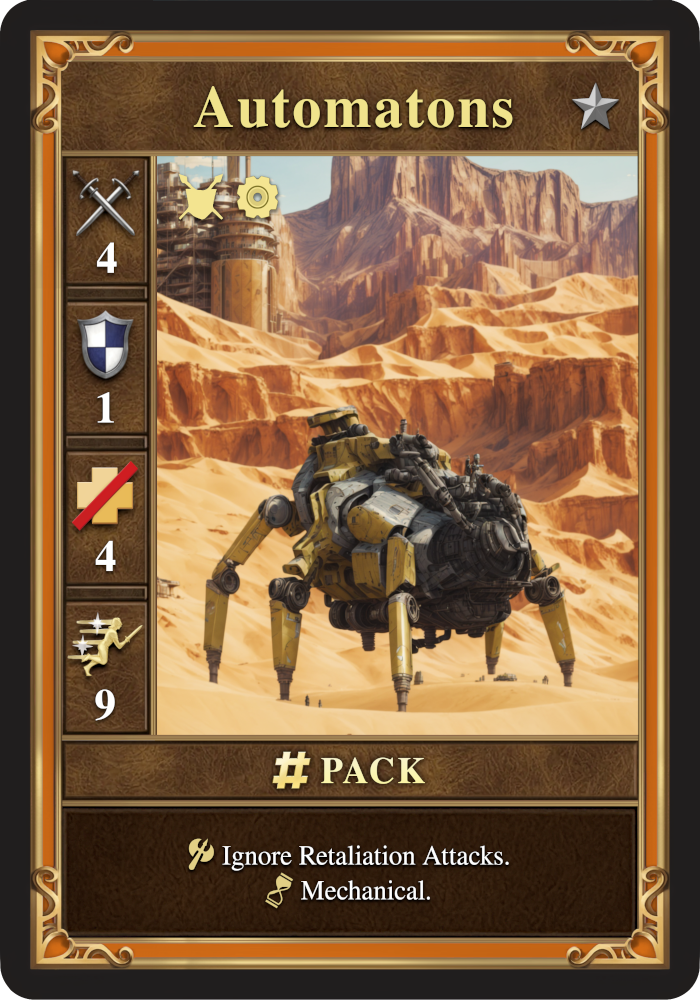 Automatons
4
1
4
9
# PACK
Ignore Retaliation Attacks.
Mechanical.